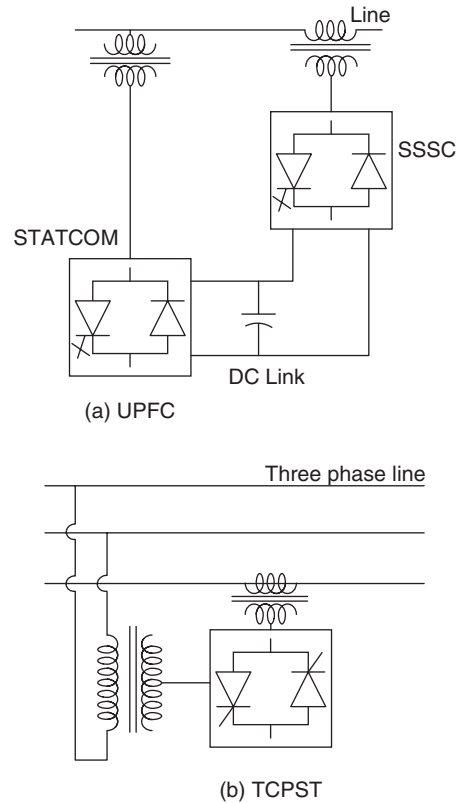 Line
SSSC
STATCOM
DC Link
(a) UPFC
Three phase line
(b) TCPST